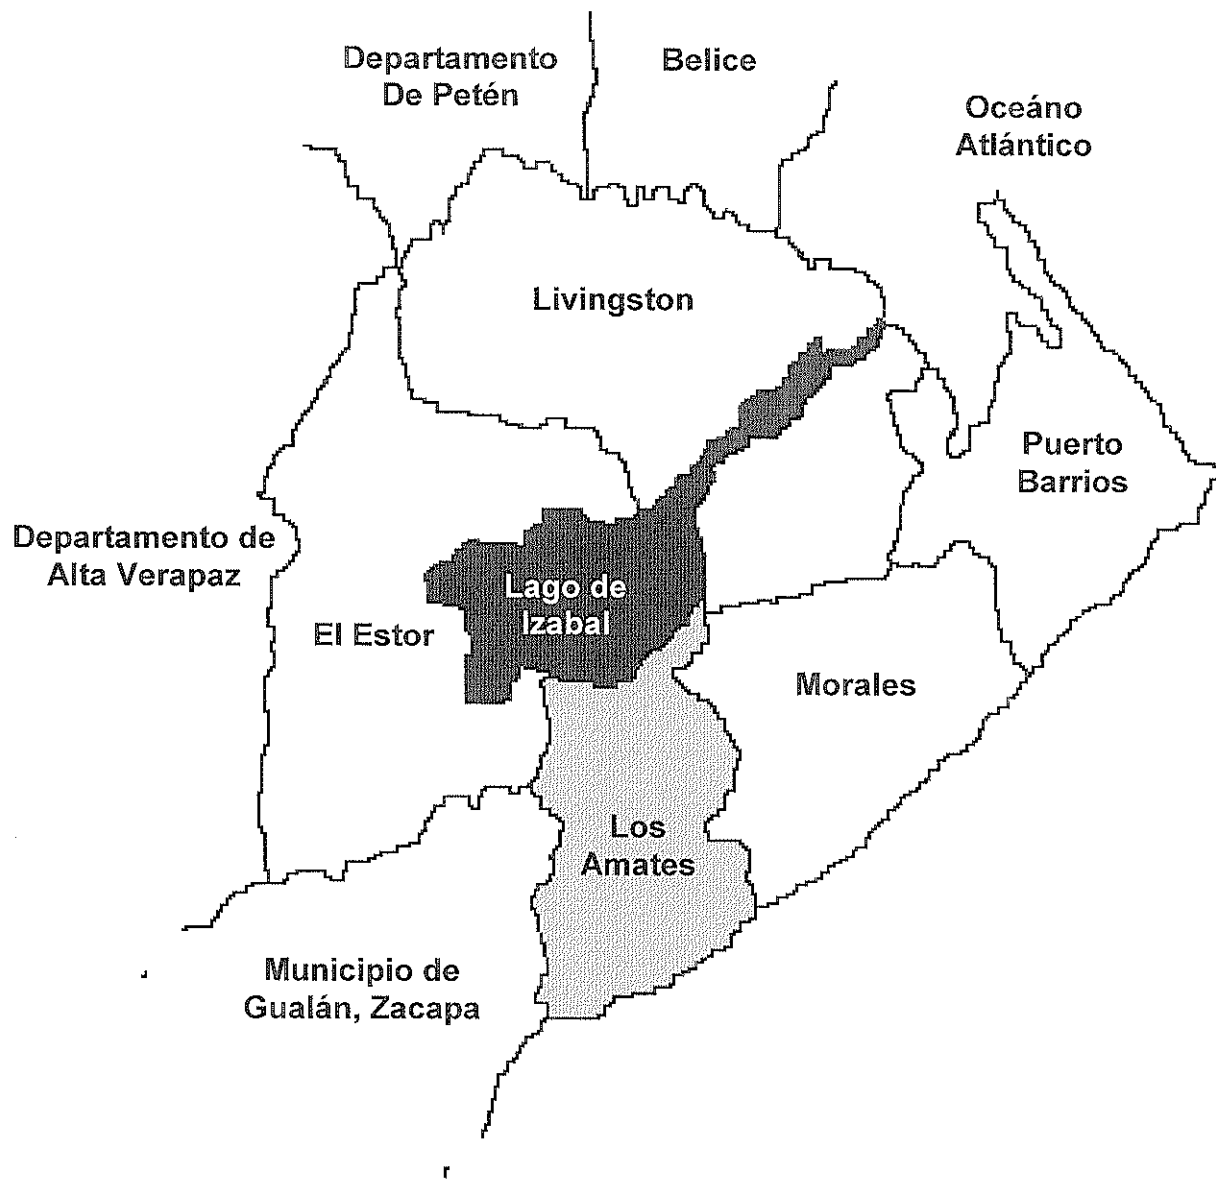 Departamento
De Petén
Belice
Oceáno
Atlántico
Livingston
Puerto
Barrios
Departamento de
Alta Verapaz
Lago de
Izabal
El Estor
Morales
Los
Amates
Municipio de
Gualán, Zacapa